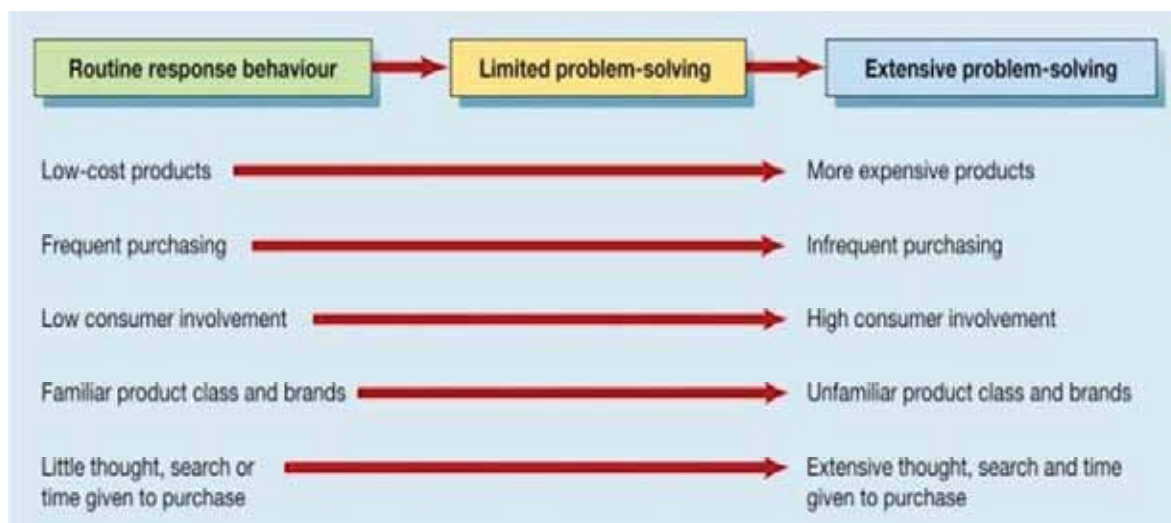 Routine response behaviour
Limited problem-solving
Extensive problem-solving
Low-cost products
More expensive products
Frequent purchasing
Infrequent purchasing
Low consumer involvement
High consumer involvement
Familiar product class and brands
Unfamiliar product class and brands
Little thought, search or
time given to purchase
Extensive thought, search and time
given to purchase